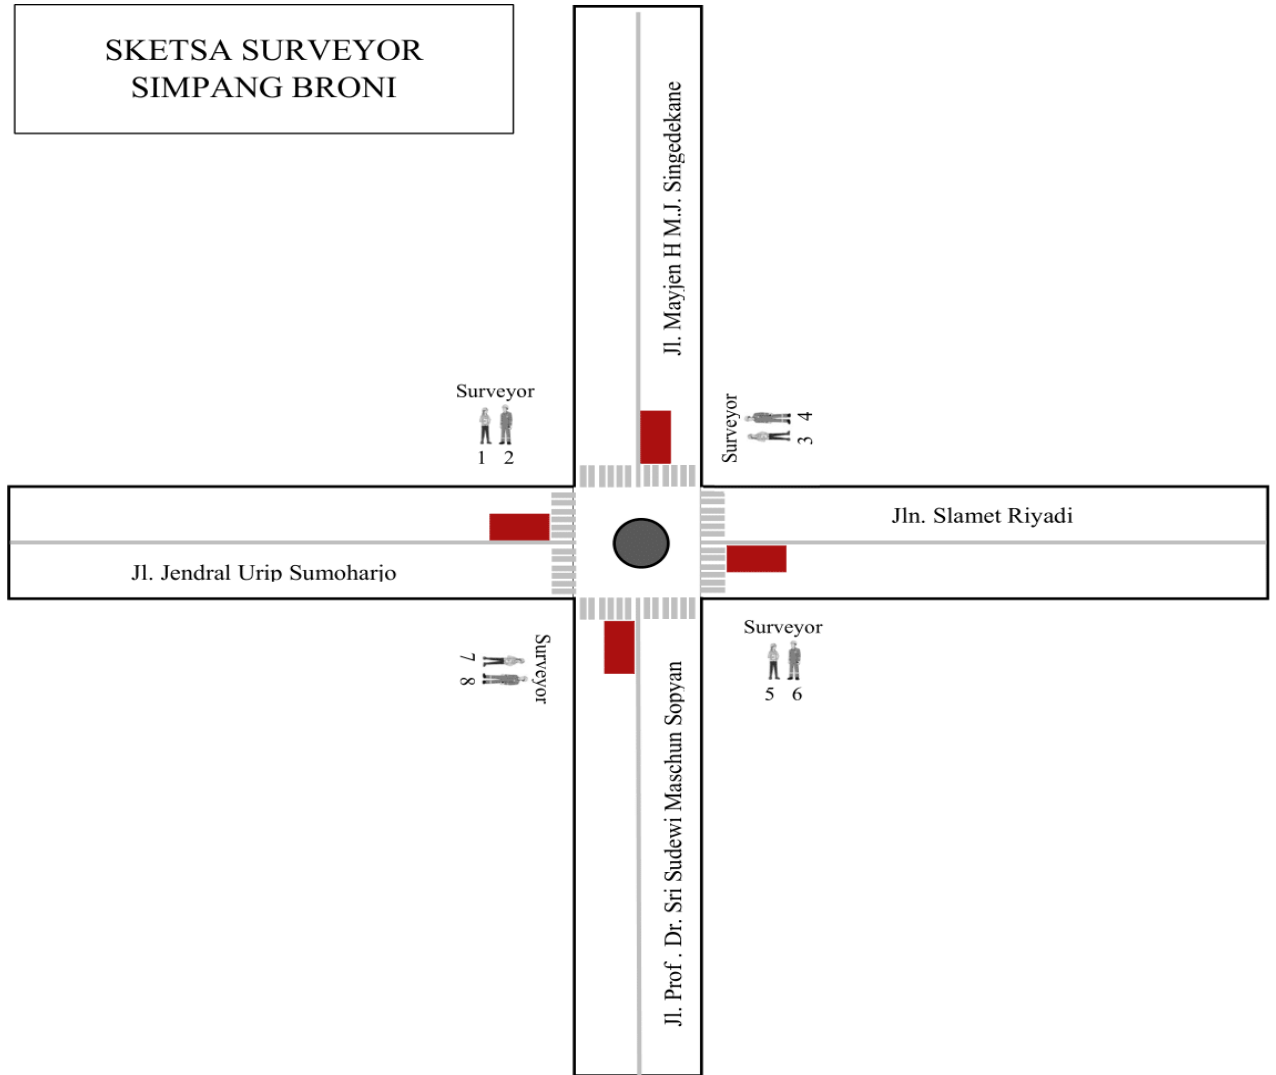 SKETSA SURVEYOR
SIMPANG BRONI
Jl. Mayjen H M.J. Singedekane
Surveyor
1 2
Surveyor
3 4
Jln. Slamet Riyadi
Jl. Jendral Urip Sumoharjo
Surveyor
7 8
Surveyor
5 6
Jl. Prof . Dr. Sri Sudewi Maschun Sopyan